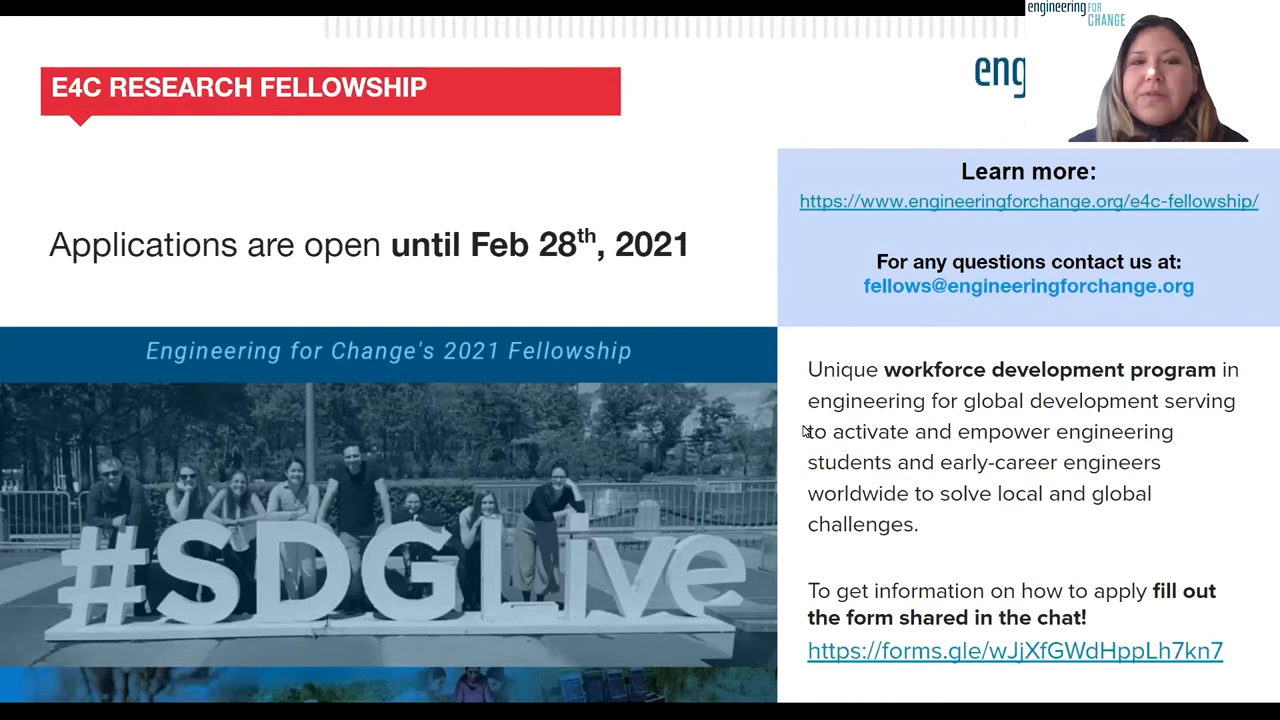 engineering FOR
CHANGE
E4C RESEARCH FELLOWSHIP
eng
Learn more:
https://www.engineeringforchange.org/e4c-fellowship/
Applications are open until Feb 28th, 2021
For any questions contact us at:
fellows@engineeringforchange.org
Engineering for Change's 2021 Fellowship
#SDGLive
Unique workforce development program in
engineering for global development serving
to activate and empower engineering
students and early-career engineers
worldwide to solve local and global
challenges.
To get information on how to apply fill out
the form shared in the chat!
https://forms.gle/wJjXfGWdHppLh7kn7